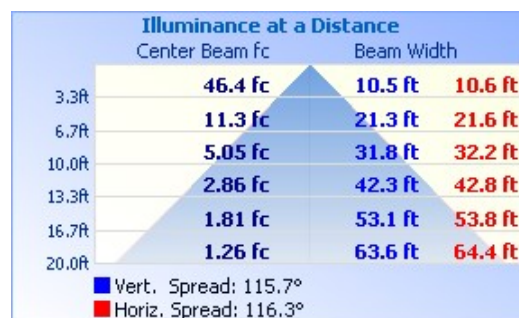 Illuminance at a Distance
Center Beam fc Beam Width
3.3ft 46.4 fc 10.5 ft 10.6 ft
6.7ft 11.3 fc 21.3 ft 21.6 ft
10.0ft 5.05 fc 31.8 ft 32.2 ft
13.3ft 2.86 fc 42.3 ft 42.8 ft
16.7ft 1.81 fc 53.1 ft 53.8 ft
20.0ft 1.26 fc 63.6 ft 64.4 ft
Vert. Spread: 115.7°
Horiz. Spread: 116.3°